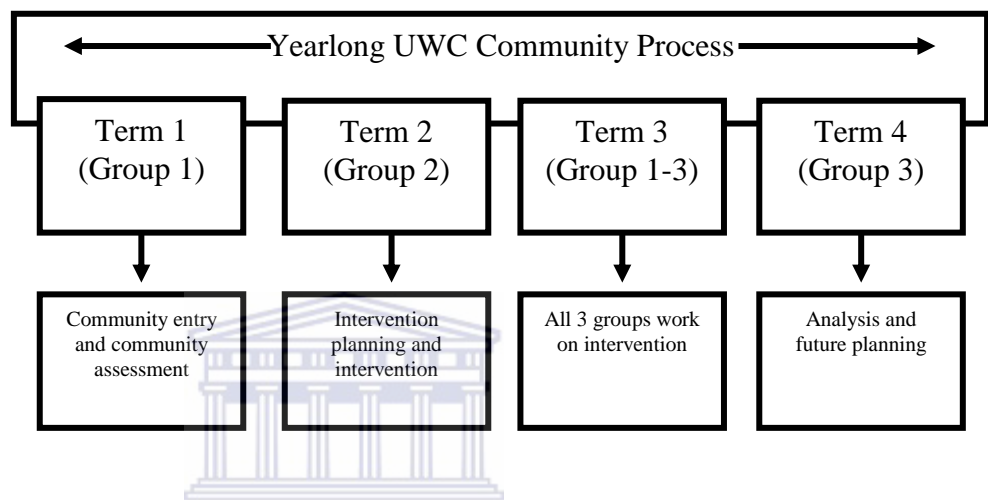 Yearlong UWC Community Process
Term 1
(Group 1)
Term 2
(Group 2)
Term 3
(Group 1-3)
Term 4
(Group 3)
Community entry
and community
assessment
Intervention
planning and
intervention
All 3 groups work
on intervention
Analysis and
future planning